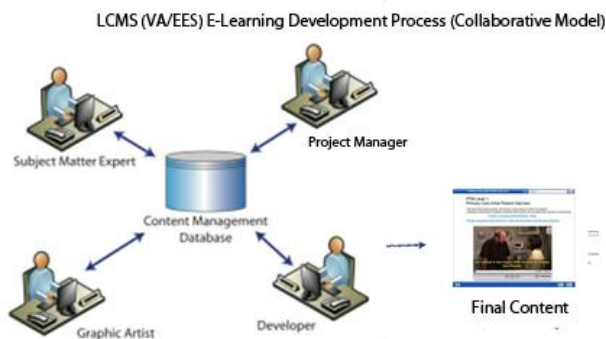 LCMS (VA/EES) E-Learning Development Process (Collaborative Model)
Subject Matter Expert
Project Manager
Content Management
Database
Graphic Artist
Developer
Final Content